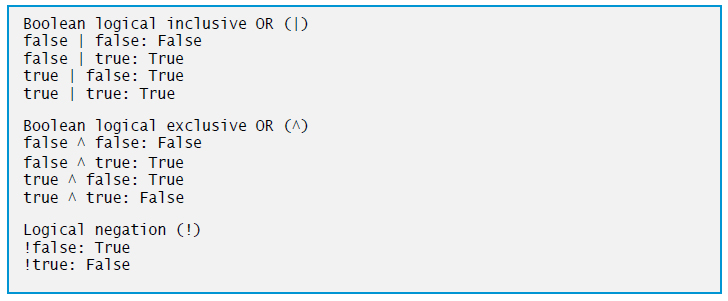 Boolean logical inclusive OR (|)
false | false: False
false | true: True
true | false: True
true | true: True
Boolean logical exclusive OR (^)
false ^ false: False
false ^ true: True
true ^ false: True
true ^ true: False
Logical negation (!)
!false: True
!true: False